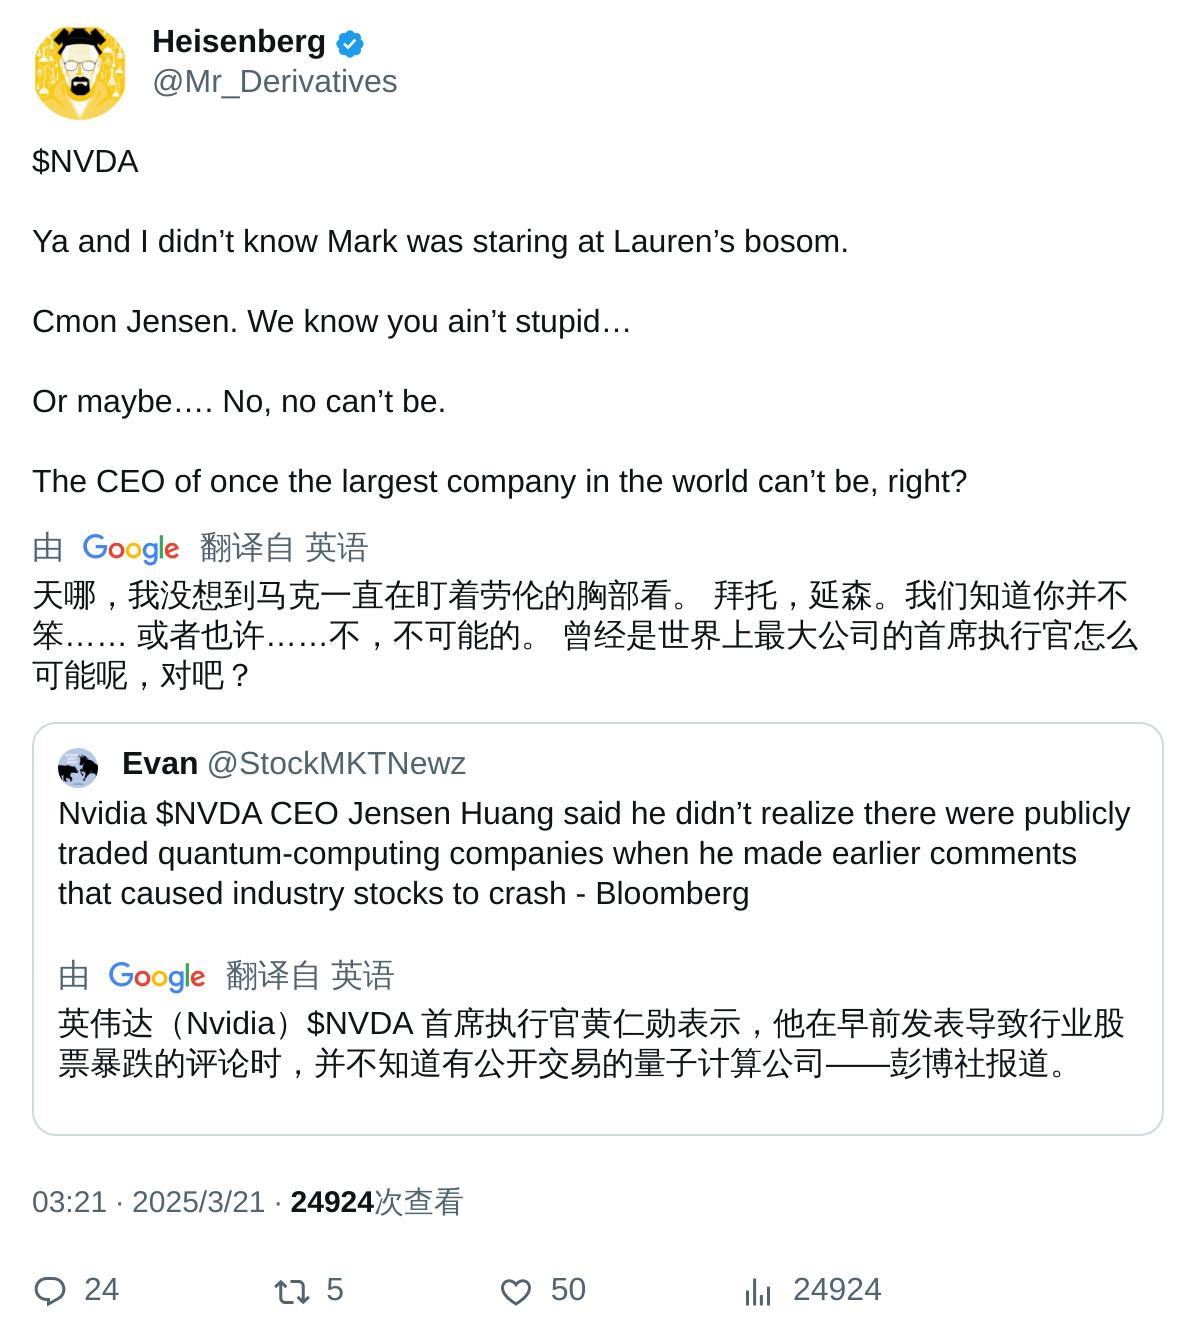 Heisenberg
@Mr_Derivatives
$NVDA
Ya and I didn’t know Mark was staring at Lauren’s bosom.
Cmon Jensen. We know you ain’t stupid…
Or maybe…. No, no can’t be.
The CEO of once the largest company in the world can’t be, right?
由 Google 翻译自 英语
天哪，我没想到马克一直在盯着劳伦的胸部看。 拜托，延森。我们知道你并不
笨…… 或者也许……不，不可能的。 曾经是世界上最大公司的首席执行官怎么
可能呢，对吧？
Evan @StockMKTNewz
Nvidia $NVDA CEO Jensen Huang said he didn’t realize there were publicly
traded quantum-computing companies when he made earlier comments
that caused industry stocks to crash - Bloomberg
由 Google 翻译自 英语
英伟达（Nvidia）$NVDA 首席执行官黄仁勋表示，他在早前发表导致行业股
票暴跌的评论时，并不知道有公开交易的量子计算公司——彭博社报道。
03:21 · 2025/3/21 · 24924次查看
24 5 50 24924